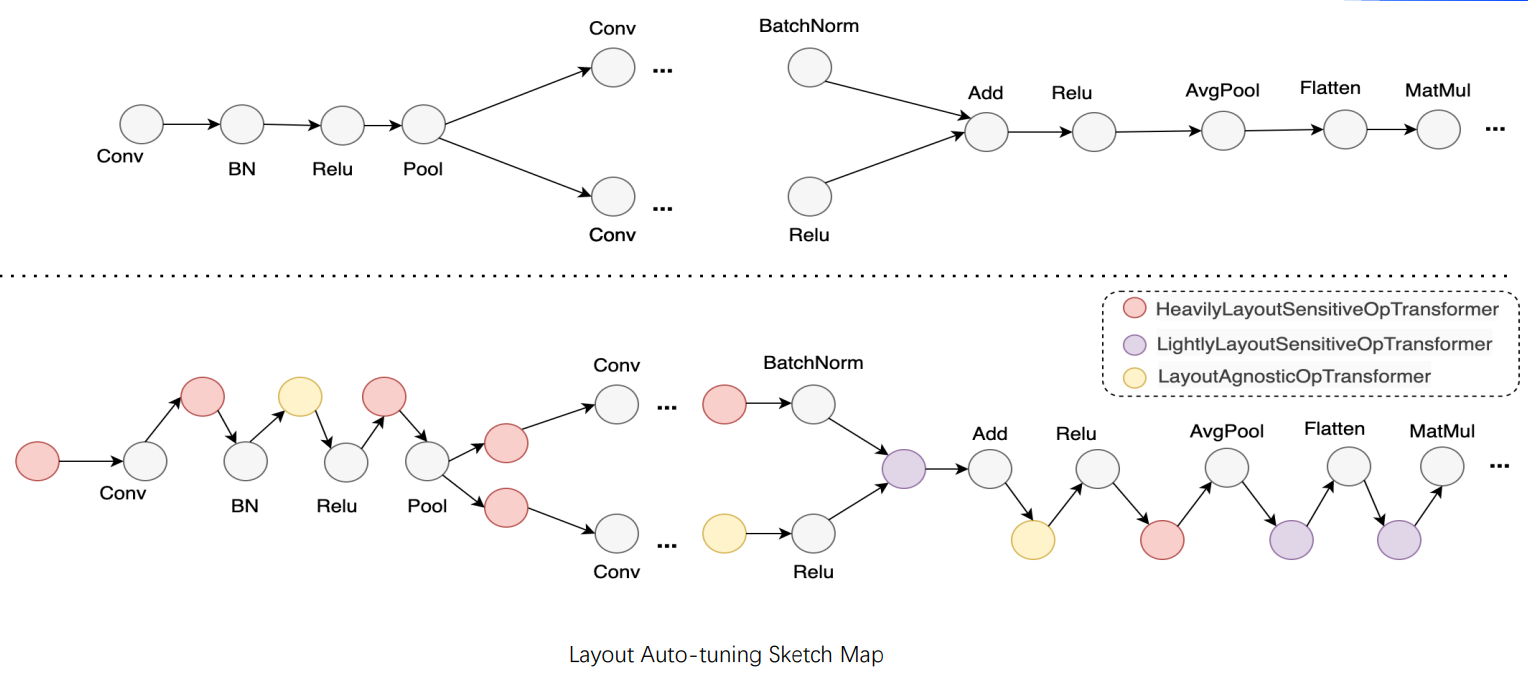 Conv
BatchNorm
...
Add
Relu
AvgPool
Flatten
MatMul
...
Conv
BN
Relu
Pool
...
Conv
Relu
HeavilyLayoutSensitiveOpTransformer
LightlyLayoutSensitiveOpTransformer
LayoutAgnosticOpTransformer
Conv
BatchNorm
...
Add
Relu
AvgPool
Flatten
MatMul
...
Conv
BN
Relu
Pool
...
Conv
Relu
Layout Auto-tuning Sketch Map